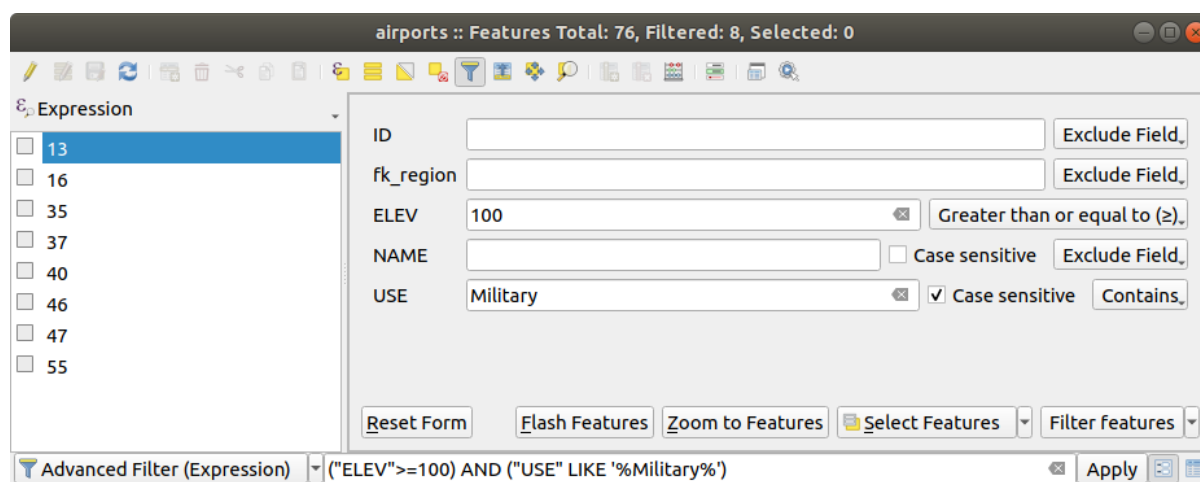 airports :: Features Total: 76, Filtered: 8, Selected: 0
Expression
13
16
35
37
40
46
47
55
ID Exclude Field
fk_region Exclude Field
ELEV 100 Greater than or equal to (≥)
NAME Case sensitive Exclude Field
USE Military Case sensitive Contains
Reset Form Flash Features Zoom to Features Select Features Filter features
Advanced Filter (Expression) ("ELEV">=100) AND ("USE" LIKE '%Military%') Apply